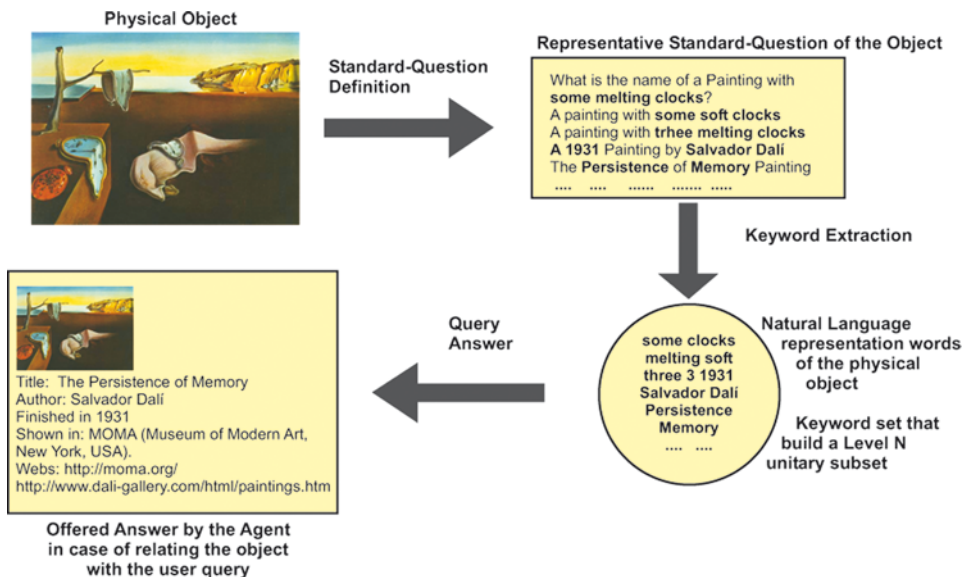 Physical Object
Standard-Question
Definition
Representative Standard-Question of the Object
What is the name of a Painting with
some melting clocks?
A painting with some soft clocks
A painting with trhee melting clocks
A 1931 Painting by Salvador Dalí
The Persistence of Memory Painting
.... .... ...... ....... .....
Keyword Extraction
some clocks
melting soft
three 3 1931
Salvador Dalí
Persistence
Memory
.... ....
Natural Language
representation words
of the physical
object
Keyword set that
build a Level N
unitary subset
Query
Answer
Title: The Persistence of Memory
Author: Salvador Dalí
Finished in 1931
Shown in: MOMA (Museum of Modern Art,
New York, USA).
Webs: http://moma.org/
http://www.dali-gallery.com/html/paintings.htm
Offered Answer by the Agent
in case of relating the object
with the user query